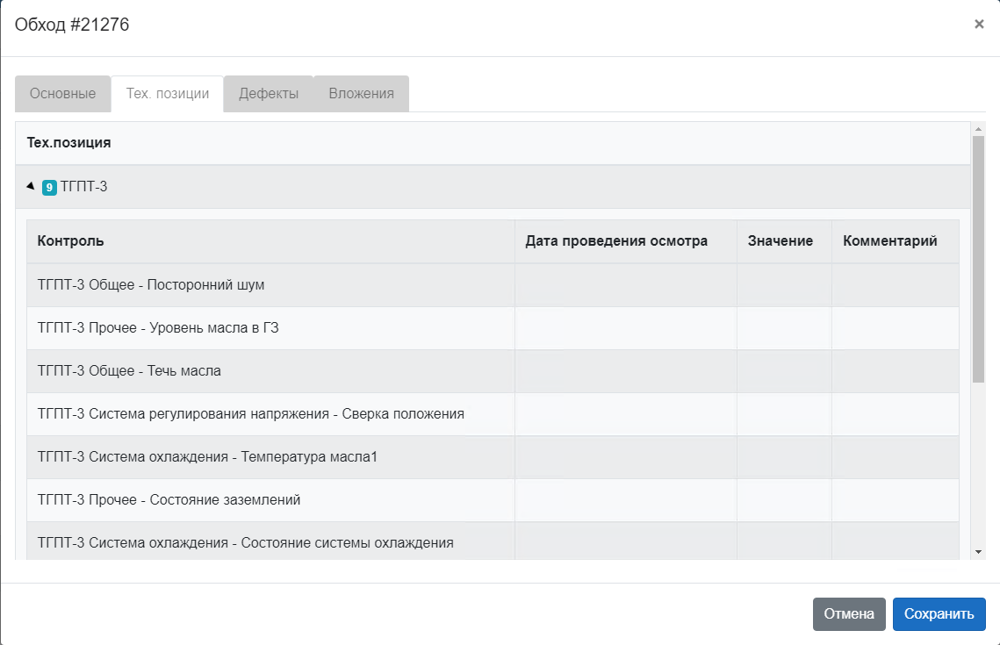 Обход #21276
×
Основные Тех. позиции Дефекты Вложения
Тех.позиция
9 ТГПТ-3
Контроль Дата проведения осмотра Значение Комментарий
ТГПТ-3 Общее - Посторонний шум
ТГПТ-3 Прочее - Уровень масла в ГЗ
ТГПТ-3 Общее - Течь масла
ТГПТ-3 Система регулирования напряжения - Сверка положения
ТГПТ-3 Система охлаждения - Температура масла1
ТГПТ-3 Прочее - Состояние заземлений
ТГПТ-3 Система охлаждения - Состояние системы охлаждения
Отмена Сохранить